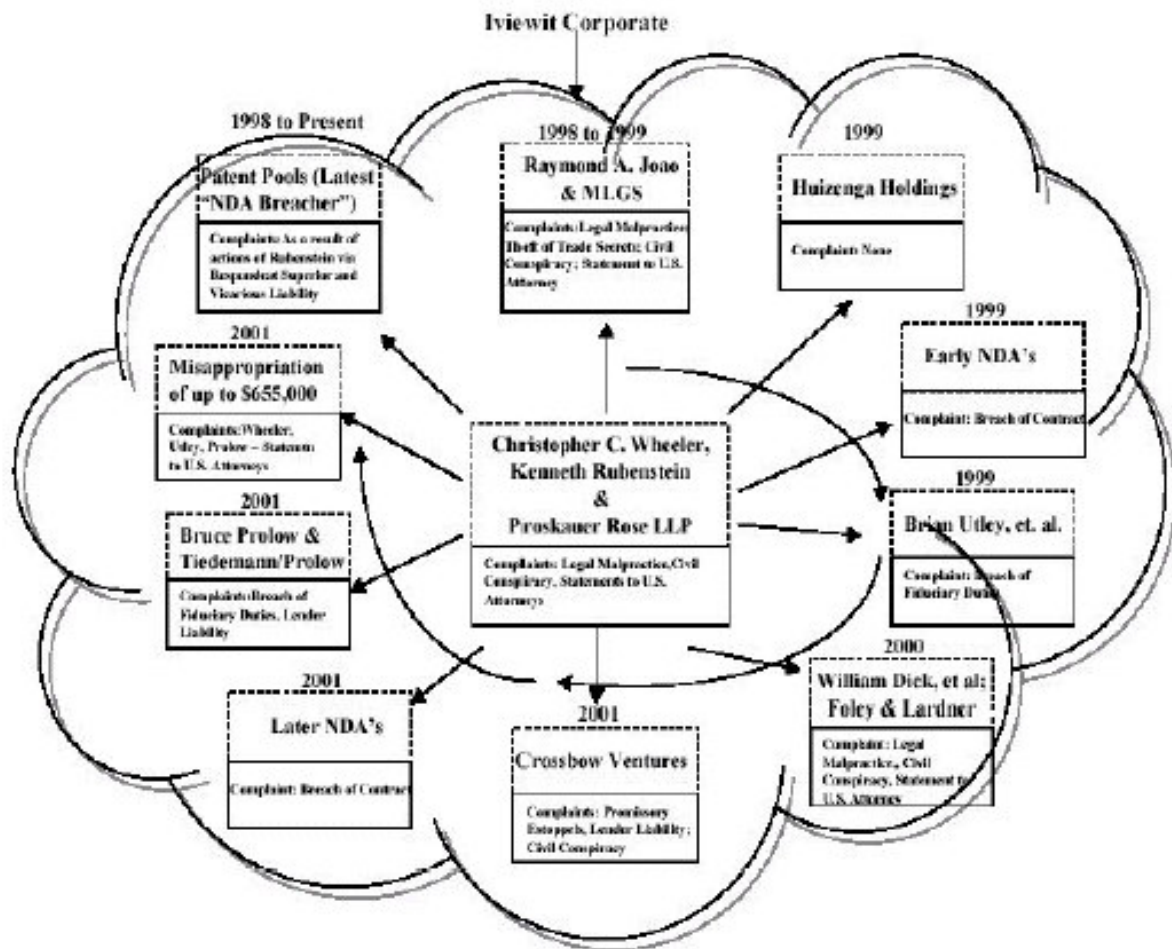 Iviewit Corporate
1998 to Present
Patent Pools (Latest
"NDA Breacher")
Complaints: As a result of
actions of Rubenstein via
Respondent Superior and
Vicarious Liability
1998 to 1999
Raymond A. Joao
& MLGS
Complaints: Legal Malpractice;
Theft of Trade Secrets; Civil
Conspiracy; Statement to U.S.
Attorney
1999
Huizenga Holdings
Complaint: None
1999
Early NDA's
Complaint: Breach of Contract
2001
Misappropriation
of up to $655,000
Complaints: Wheeler,
Utley, Prolow – Statement
to U.S. Attorneys
Christopher C. Wheeler,
Kenneth Rubenstein
&
Proskauer Rose LLP
Complaints: Legal Malpractice, Civil
Conspiracy, Statements to U.S.
Attorneys
1999
Brian Utley, et. al.
Complaint: Breach of
Fiduciary Duties
2001
Bruce Prolow &
Tiedemann/Prolow
Complaints: Breach of
Fiduciary Duties, Lender
Liability
2001
Later NDA's
Complaint: Breach of Contract
2001
Crossbow Ventures
Complaints: Promissory
Estoppels, Lender Liability;
Civil Conspiracy
2000
William Dick, et al;
Foley & Lardner
Complaint: Legal
Malpractice, Civil
Conspiracy, Statement to
U.S. Attorney